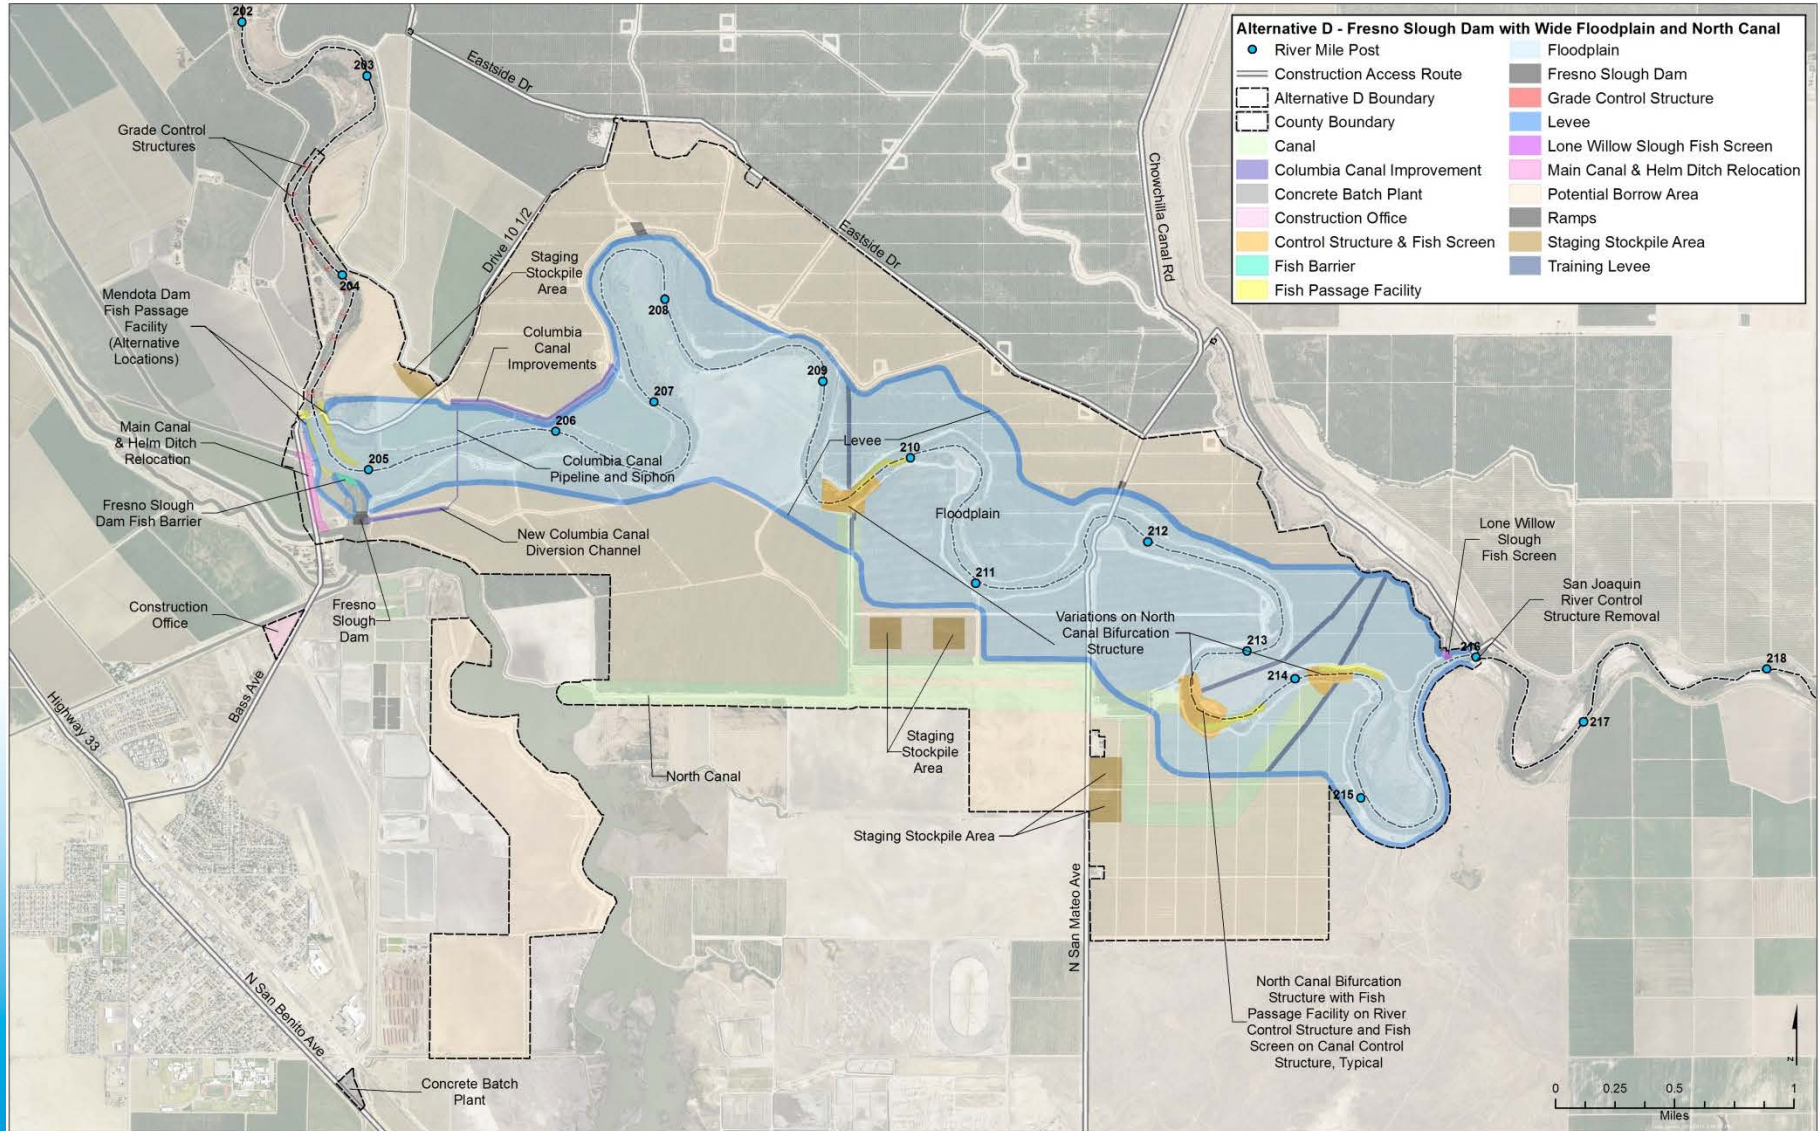 Alternative D - Fresno Slough Dam with Wide Floodplain and North Canal
River Mile Post
Construction Access Route
Alternative D Boundary
County Boundary
Canal
Columbia Canal Improvement
Concrete Batch Plant
Construction Office
Control Structure & Fish Screen
Fish Barrier
Fish Passage Facility
Floodplain
Fresno Slough Dam
Grade Control Structure
Levee
Lone Willow Slough Fish Screen
Main Canal & Helm Ditch Relocation
Potential Borrow Area
Ramps
Staging Stockpile Area
Training Levee
202
203
Eastside Dr
Grade Control
Structures
Drive 10 1/2
Eastside Dr
Chowchilla Canal Rd
204
Staging
Stockpile
Area
Mendota Dam
Fish Passage
Facility
(Alternative
Locations)
Columbia
Canal
Improvements
208
209
207
206
Main Canal
& Helm Ditch
Relocation
205
Columbia Canal
Pipeline and Siphon
Levee
210
Fresno Slough
Dam Fish Barrier
New Columbia Canal
Diversion Channel
Floodplain
212
211
Lone Willow
Slough
Fish Screen
San Joaquin
River Control
Structure Removal
Construction
Office
Fresno
Slough
Dam
Variations on North
Canal Bifurcation
Structure
213
214
216
218
217
Bass Ave
Highway 33
Staging
Stockpile
Area
North Canal
215
Staging Stockpile Area
N San Mateo Ave
N San Benito Ave
North Canal Bifurcation
Structure with Fish
Passage Facility on River
Control Structure and Fish
Screen on Canal Control
Structure, Typical
Concrete Batch
Plant
N
0 0.25 0.5 1
Miles